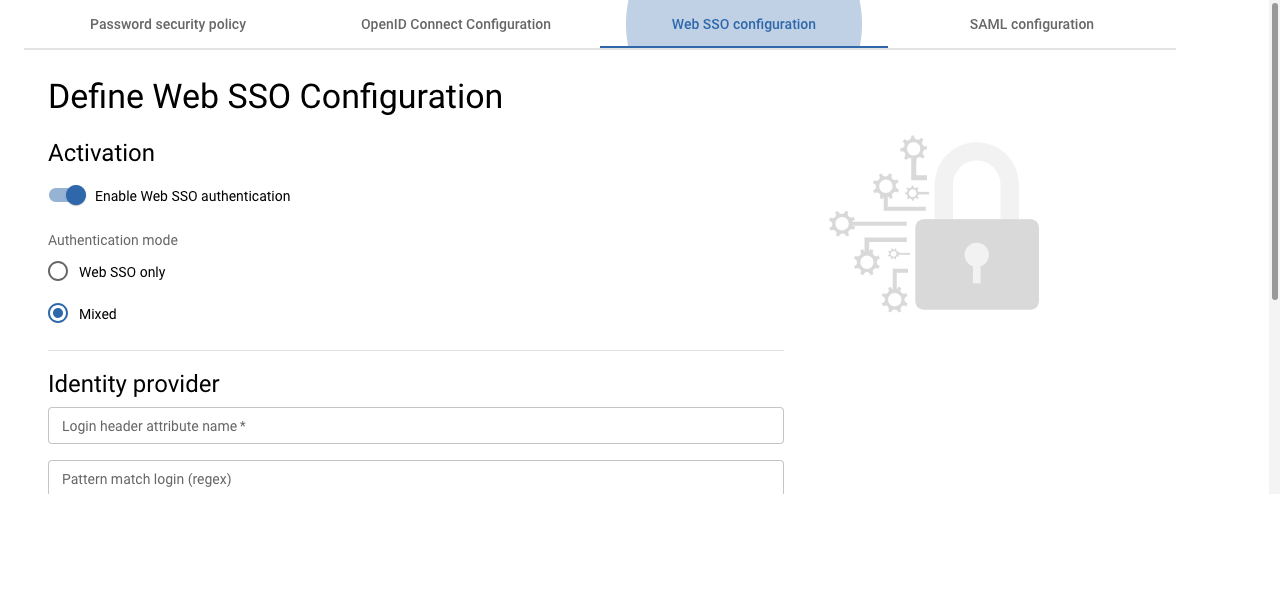 Password security policy
OpenID Connect Configuration
Web SSO configuration
SAML configuration
Define Web SSO Configuration
Activation
Enable Web SSO authentication
Authentication mode
Web SSO only
Mixed
Identity provider
Login header attribute name *
Pattern match login (regex)